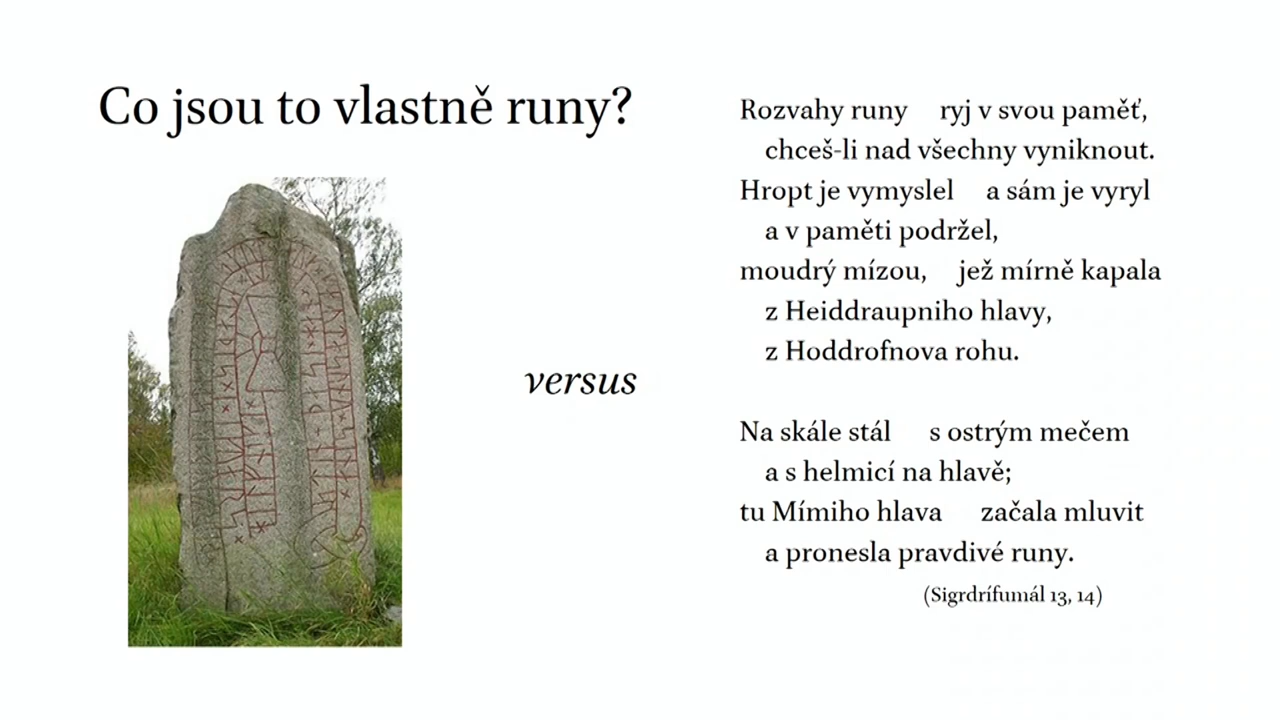 Co jsou to vlastně runy?
versus
Rozvahy runy ryj v svou paměť,
chceš-li nad všechny vyniknout.
Hropt je vymyslel a sám je vyryl
a v paměti podržel,
moudrý mízou, jež mírně kapala
z Heiddraupniho hlavy,
z Hoddrofnova rohu.
Na skále stál s ostrým mečem
a s helmicí na hlavě;
tu Mímiho hlava začala mluvit
a pronesla pravdivé runy.
(Sigrdrífumál 13, 14)